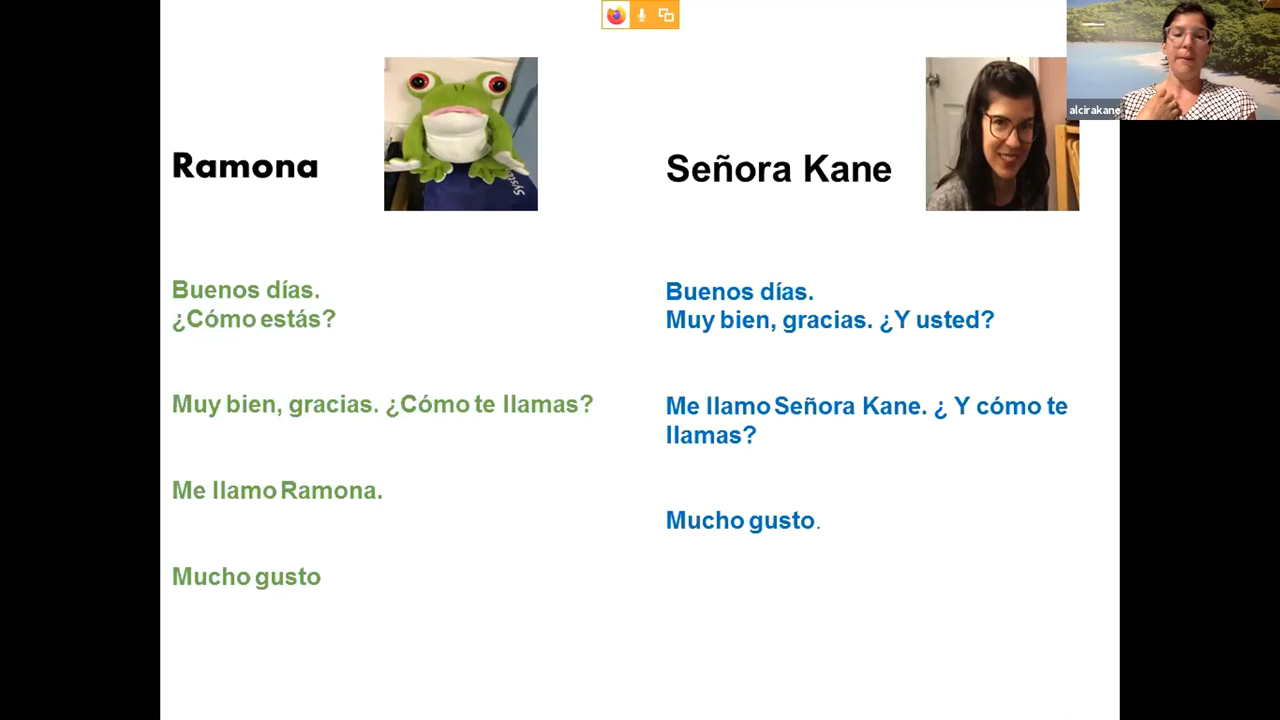 alcirakane
Ramona
Señora Kane
Buenos días.
¿Cómo estás?
Buenos días.
Muy bien, gracias. ¿Y usted?
Muy bien, gracias. ¿Cómo te llamas?
Me llamo Señora Kane. ¿ Y cómo te
llamas?
Me llamo Ramona.
Mucho gusto.
Mucho gusto